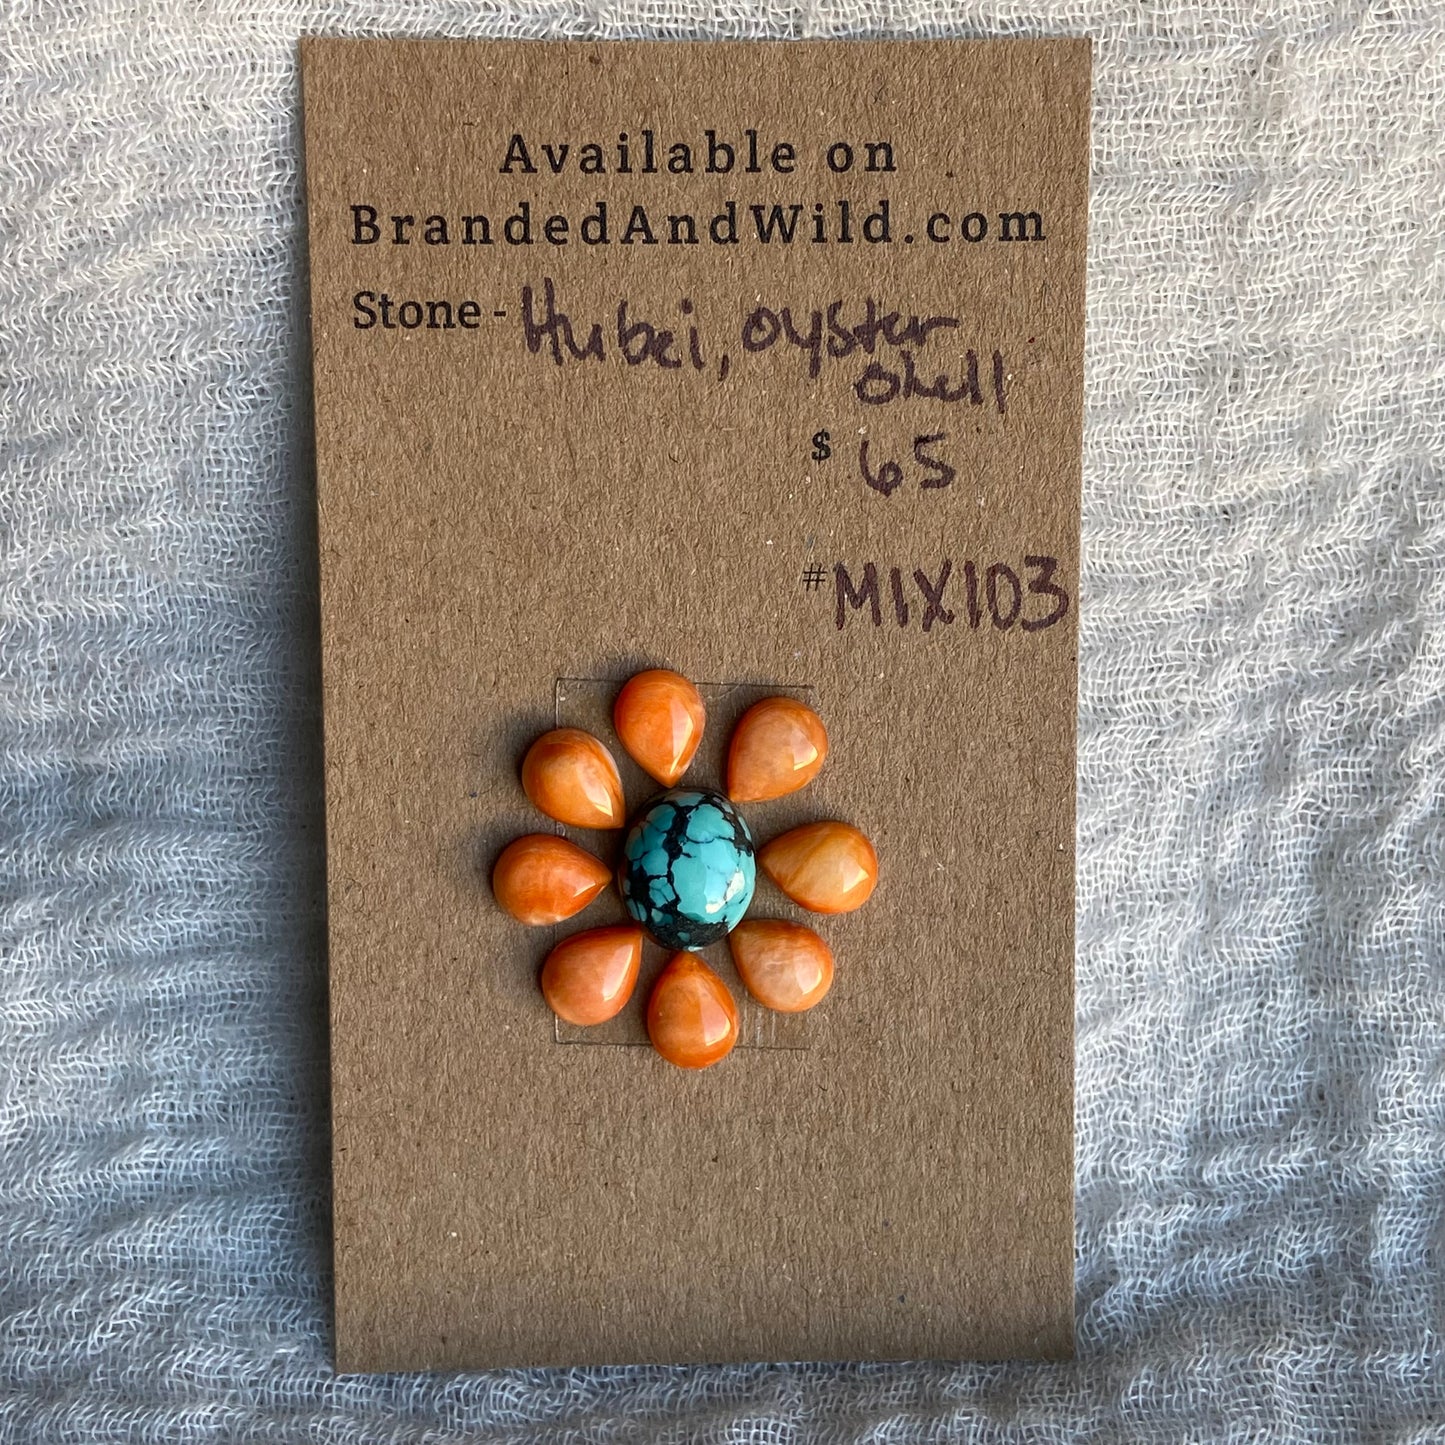 Available on
BrandedAndWild.com
Stone - Hubei, oyster
shell
$ 65
# MIX103